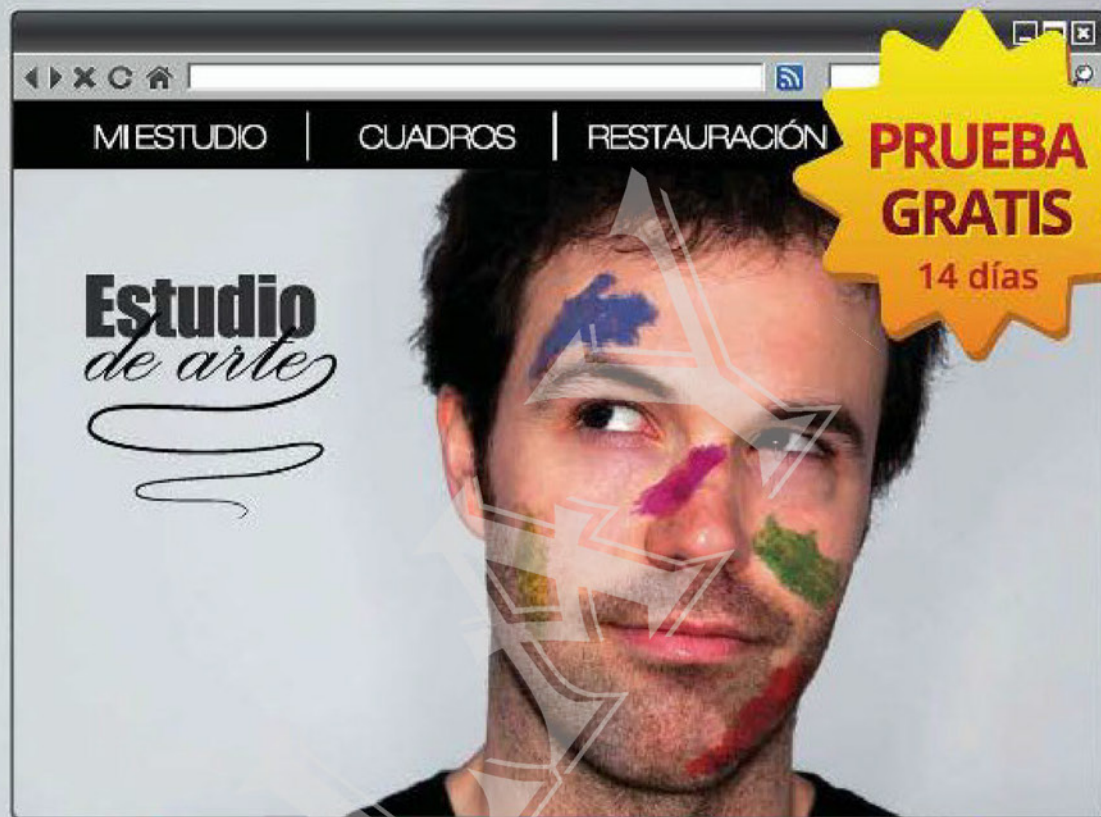 MI ESTUDIO
CUADROS
RESTAURACIÓN
PRUEBA
GRATIS
14 días
Estudio
de arte